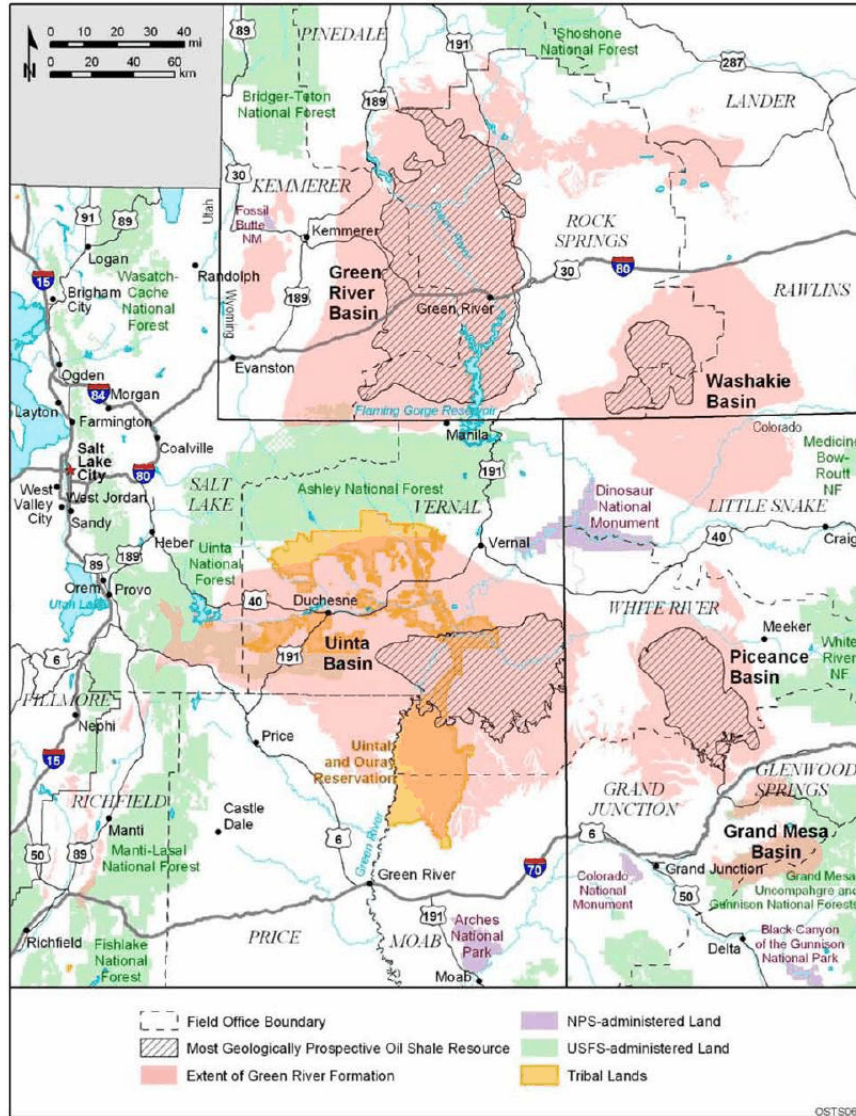 0 10 20 30 40
mi
0 20 40 60
km
N
89
PINEDALE
191
Shoshone
National Forest
287
Bridger-Teton
National Forest
189
LANDER
30
KEMMERER
Utah
Fossil
Butte
NM
Kemmerer
Green River
ROCK
SPRINGS
91
89
Logan
15
Wasatch-
Cache
National
Forest
Randolph
Brigham
City
Wyoming
189
Green
River
Basin
Green River
30
80
RAWLINS
Evanston
Ogden
84
Morgan
Layton
Farmington
Coalville
Washakie
Basin
Flaming Gorge Reservoir
Manila
Colorado
Salt
Lake
City
80
191
Medicine
Bow-
Routt
NF
West
Valley
City
West Jordan
Sandy
SALT
LAKE
Ashley National Forest
VERNAL
Dinosaur
National
Monument
LITTLE SNAKE
Heber
189
89
Uinta
National
Forest
Vernal
40
Craig
Orem
Provo
Utah Lake
40
Duchesne
WHITE RIVER
Meeker
6
191
Uinta
Basin
Piceance
Basin
White
River
NF
FILLMORE
Nephi
Price
Uintah
and Ouray
Reservation
15
RICHFIELD
Castle
Dale
GRAND
JUNCTION
GLENWOOD
SPRINGS
Manti
6
6
Grand Mesa
Basin
50
89
Manti-Lasal
National Forest
Green River
Green River
70
Colorado
National
Monument
Grand Junction
50
Grand Mesa
Uncompahgre and
Gunnison National Forests
Richfield
Fishlake
National
Forest
PRICE
MOAB
191
Arches
National
Park
Moab
Delta
Black Canyon
of the Gunnison
National Park
Field Office Boundary
Most Geologically Prospective Oil Shale Resource
Extent of Green River Formation
NPS-administered Land
USFS-administered Land
Tribal Lands